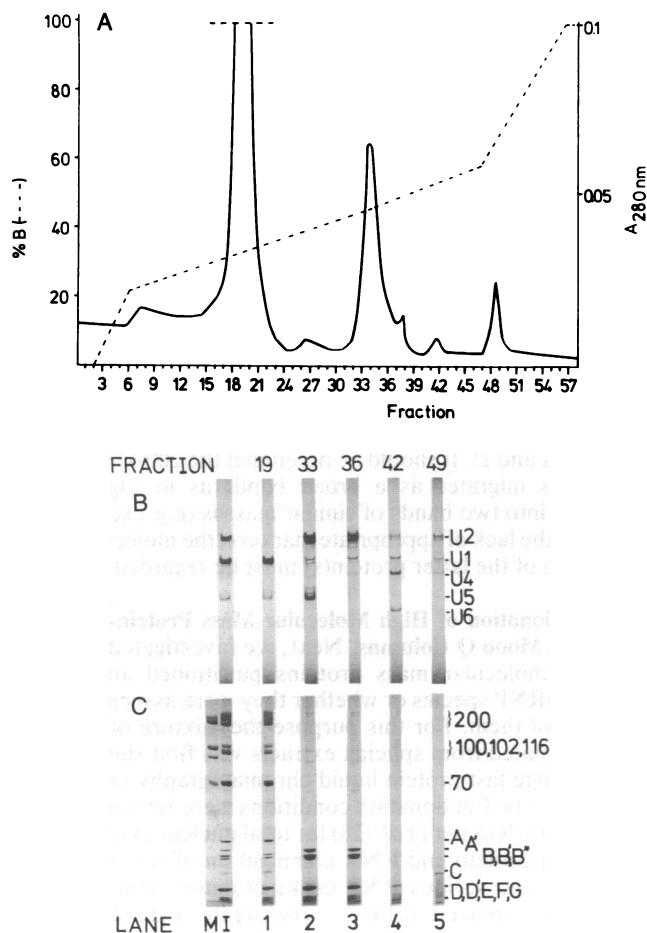 A
100
80
60
40
20
% B (- - - -)
0.1
0.05
A280nm
3 6 9 12 15 18 21 24 27 30 33 36 39 42 45 48 51 54 57
Fraction
FRACTION 19 33 36 42 49
B
U2
U1
U4
U5
U6
C
}200
}100,102,116
-70
A A'
B,B',B"
C
D,D',E,F,G
LANE M I 1 2 3 4 5